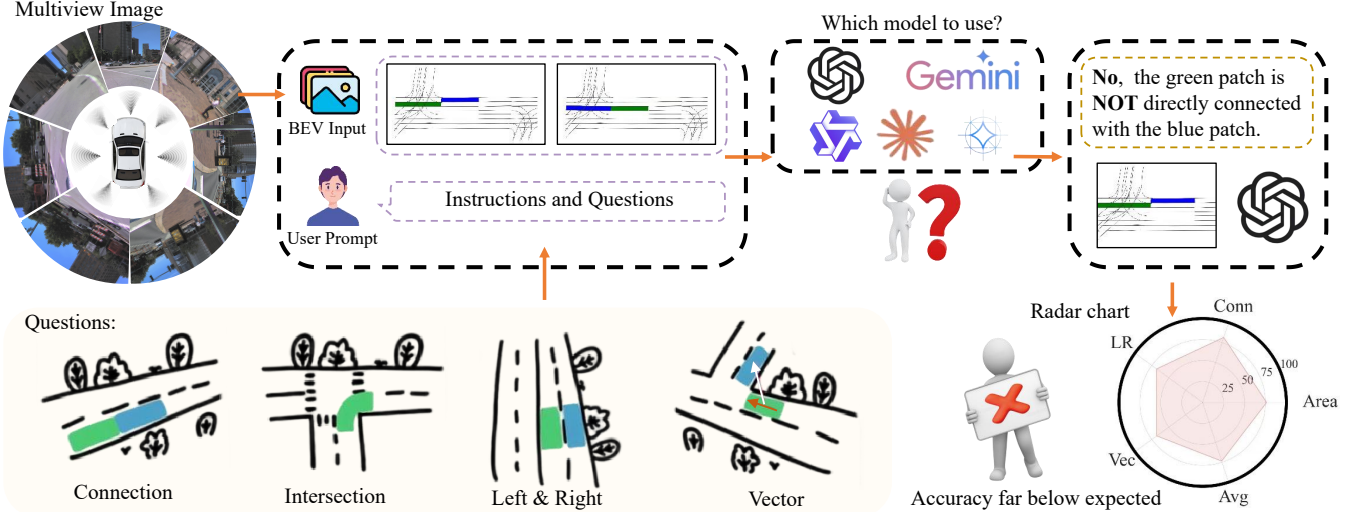 Multiview Image
BEV Input
User Prompt
Instructions and Questions
Which model to use?
Gemini
No, the green patch is
NOT directly connected
with the blue patch.
Questions:
Connection
Intersection
Left & Right
Vector
Radar chart
Conn
LR
100
75
50
25
Area
Vec
Avg
Accuracy far below expected